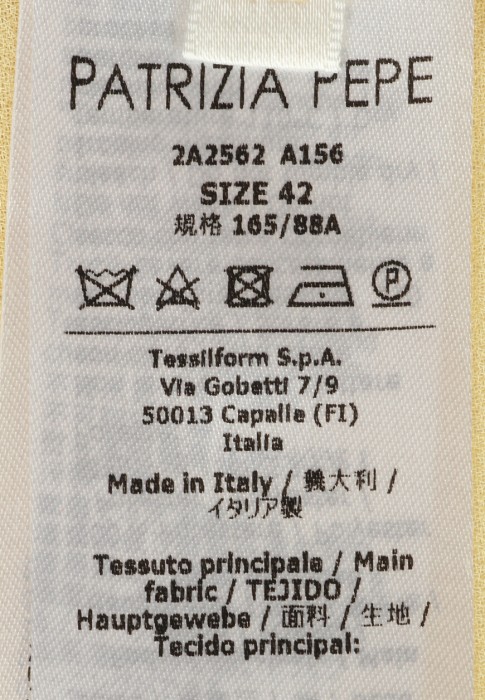 PATRIZIA PEPE
2A2562 A156
SIZE 42
規格 165/88A
P
Tessilform S.p.A.
Via Gobetti 7/9
50013 Capalle (FI)
Italia
Made in Italy / 義大利 /
イタリア製
Tessuto principale / Main
fabric / TEJIDO /
Hauptgewebe / 面料 / 生地 /
Tecido principal: